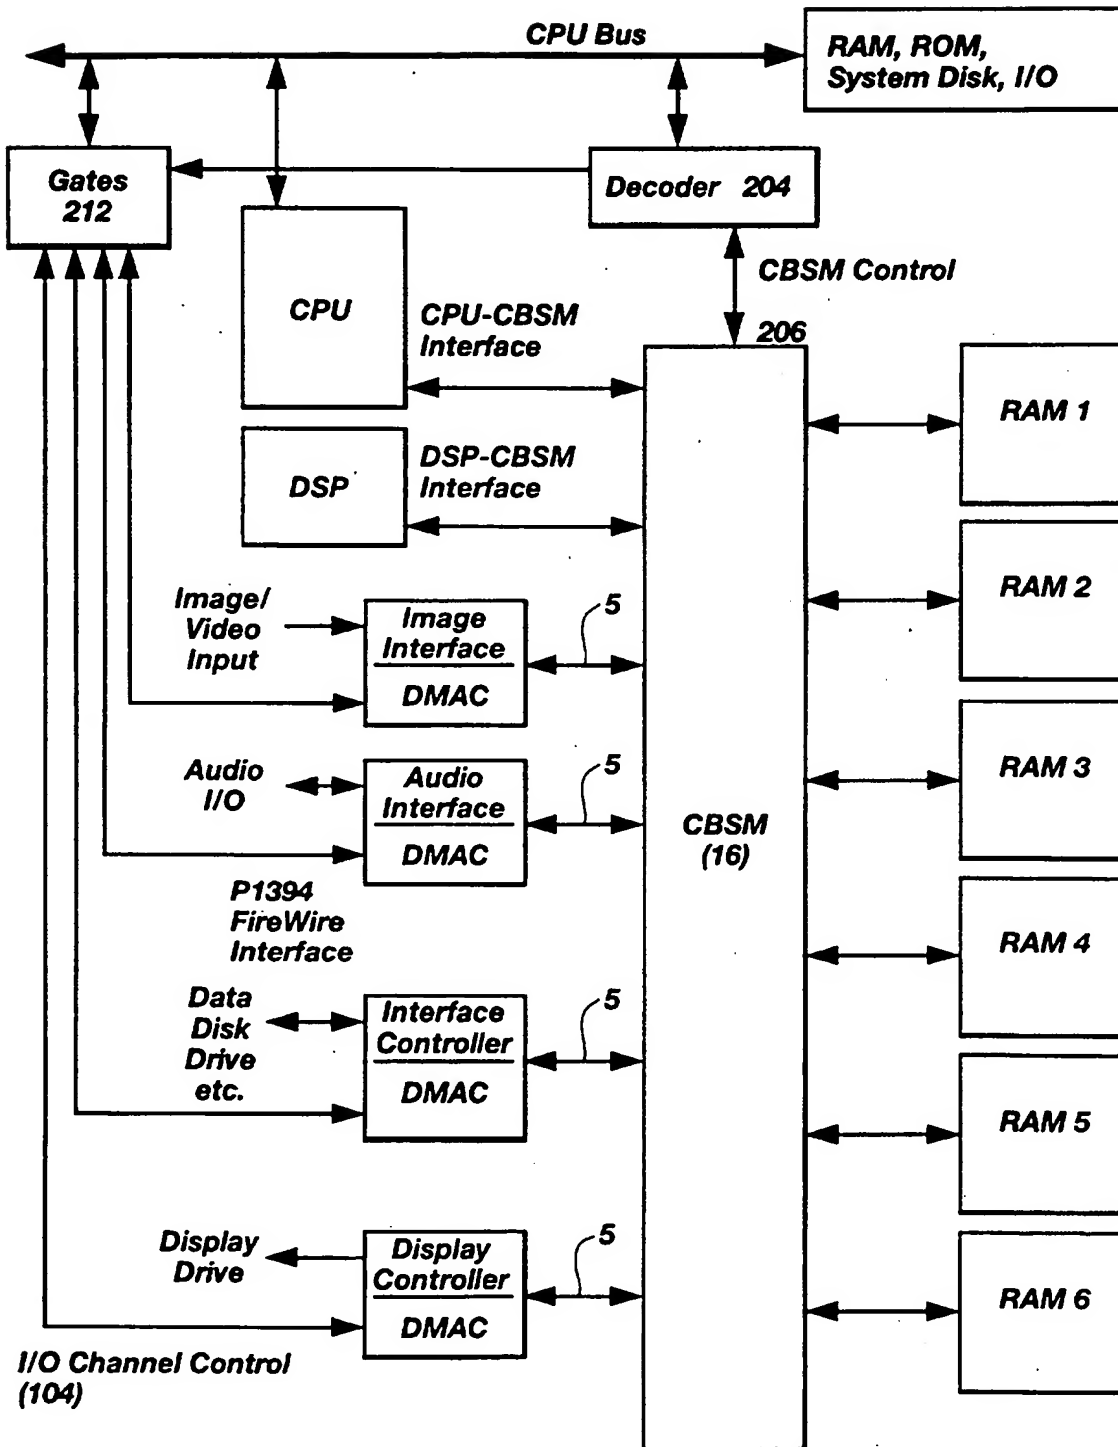 CPU Bus
RAM, ROM,
System Disk, I/O
Gates
212
Decoder 204
CBSM Control
CPU
CPU-CBSM
Interface
206
RAM 1
DSP
DSP-CBSM
Interface
RAM 2
Image/
Video
Input
Image
Interface
DMAC
5
RAM 3
Audio
I/O
Audio
Interface
DMAC
5
CBSM
(16)
P1394
FireWire
Interface
RAM 4
Data
Disk
Drive
etc.
Interface
Controller
DMAC
5
RAM 5
Display
Drive
Display
Controller
DMAC
5
RAM 6
I/O Channel Control
(104)